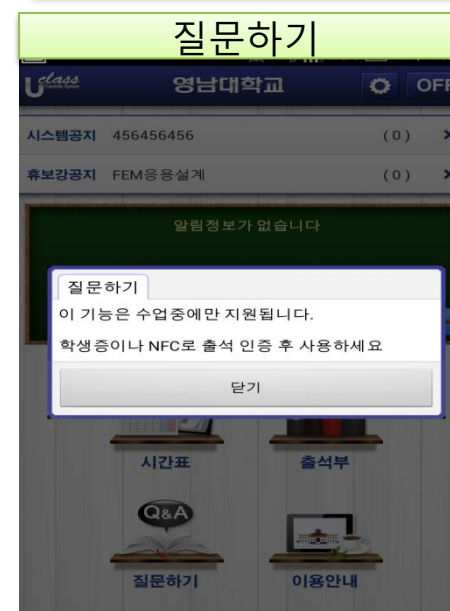 질문하기
Uclass
영남대학교
OFF
시스템공지 456456456 (0)
휴보강공지 FEM응용설계 (0)
알림정보가 없습니다
질문하기
이 기능은 수업중에만 지원됩니다.
학생증이나 NFC로 출석 인증 후 사용하세요
닫기
시간표 출석부
Q&A
질문하기 이용안내